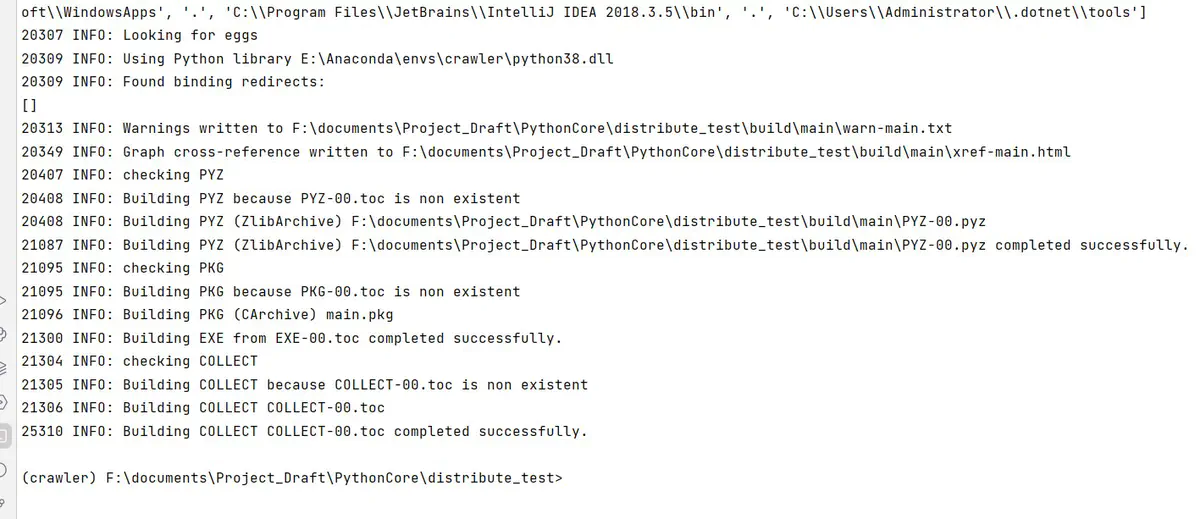 oft\\WindowsApps', '.', 'C:\\Program Files\\JetBrains\\IntelliJ IDEA 2018.3.5\\bin', '.', 'C:\\Users\\Administrator\\.dotnet\\tools']
20307 INFO: Looking for eggs
20309 INFO: Using Python library E:\Anaconda\envs\crawler\python38.dll
20309 INFO: Found binding redirects:
[]
20313 INFO: Warnings written to F:\documents\Project_Draft\PythonCore\distribute_test\build\main\warn-main.txt
20349 INFO: Graph cross-reference written to F:\documents\Project_Draft\PythonCore\distribute_test\build\main\xref-main.html
20407 INFO: checking PYZ
20408 INFO: Building PYZ because PYZ-00.toc is non existent
20408 INFO: Building PYZ (ZlibArchive) F:\documents\Project_Draft\PythonCore\distribute_test\build\main\PYZ-00.pyz
21087 INFO: Building PYZ (ZlibArchive) F:\documents\Project_Draft\PythonCore\distribute_test\build\main\PYZ-00.pyz completed successfully.
21095 INFO: checking PKG
21095 INFO: Building PKG because PKG-00.toc is non existent
21096 INFO: Building PKG (CArchive) main.pkg
21300 INFO: Building EXE from EXE-00.toc completed successfully.
21304 INFO: checking COLLECT
21305 INFO: Building COLLECT because COLLECT-00.toc is non existent
21306 INFO: Building COLLECT COLLECT-00.toc
25310 INFO: Building COLLECT COLLECT-00.toc completed successfully.
(crawler) F:\documents\Project_Draft\PythonCore\distribute_test>